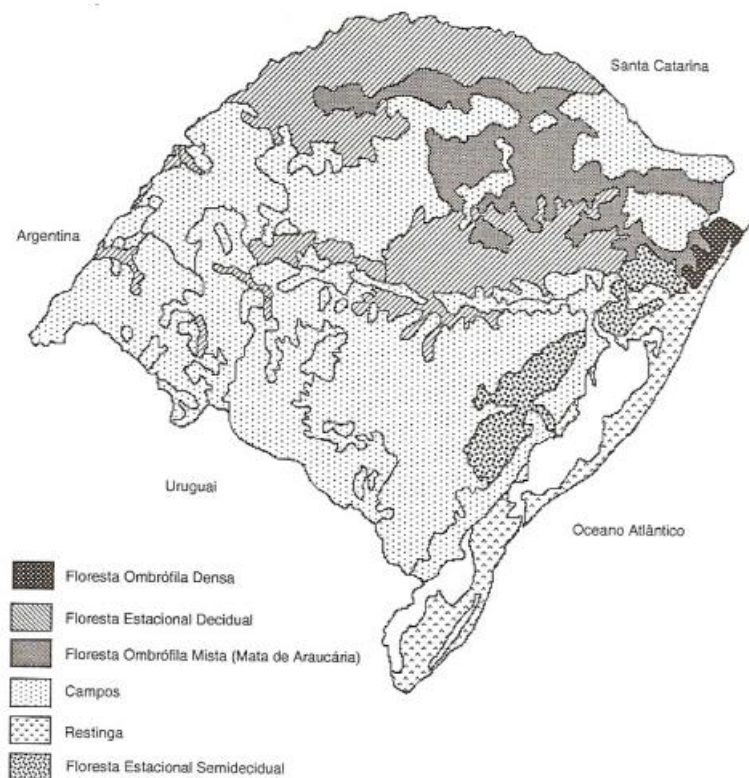 Santa Catarina
Argentina
Uruguai
Oceano Atlântico
Floresta Ombrófila Densa
Floresta Estacional Decidual
Floresta Ombrófila Mista (Mata de Araucária)
Campos
Restinga
Floresta Estacional Semidecidual